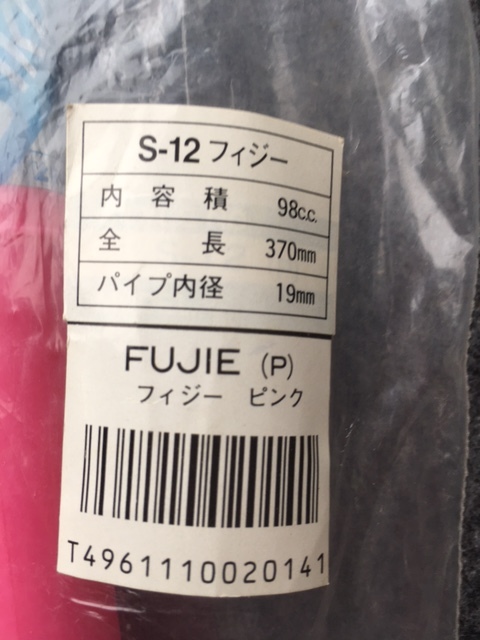 S-12 フィジー
内容積 98c.c.
全長 370mm
パイプ内径 19mm
FUJIE (P)
フィジー ピンク
T4961110020141